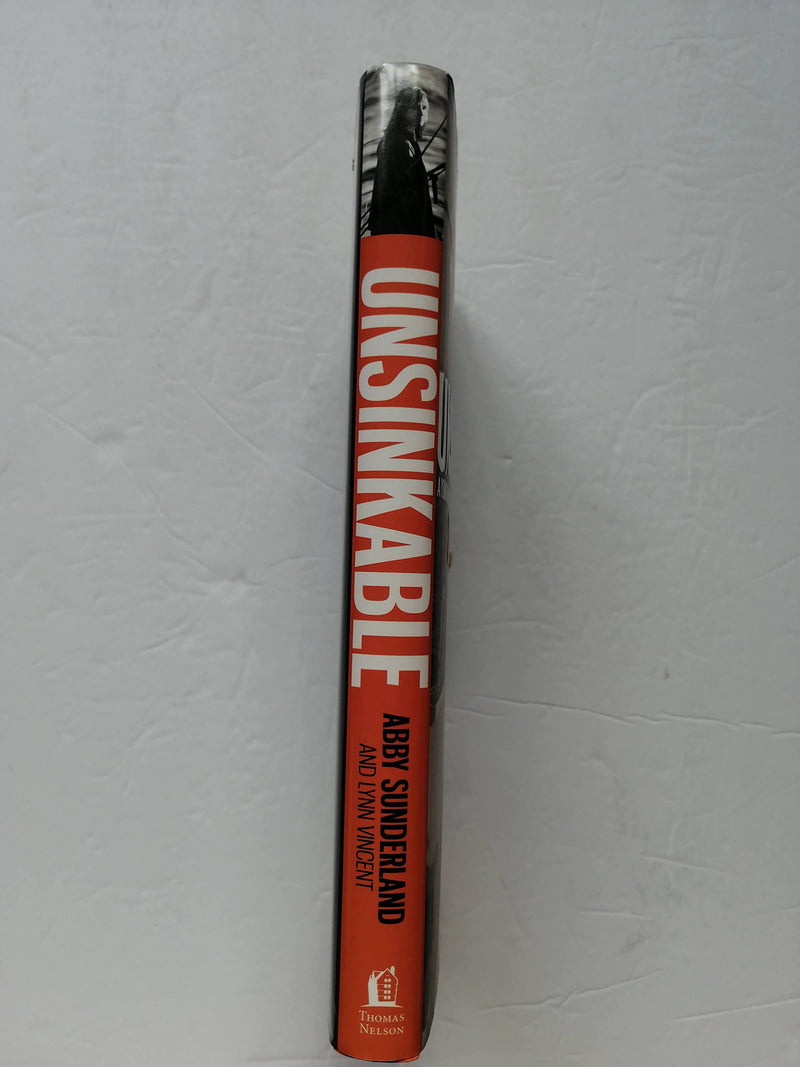 UNSINKABLE
ABBY SUNDERLAND
AND LYNN VINCENT
THOMAS
NELSON